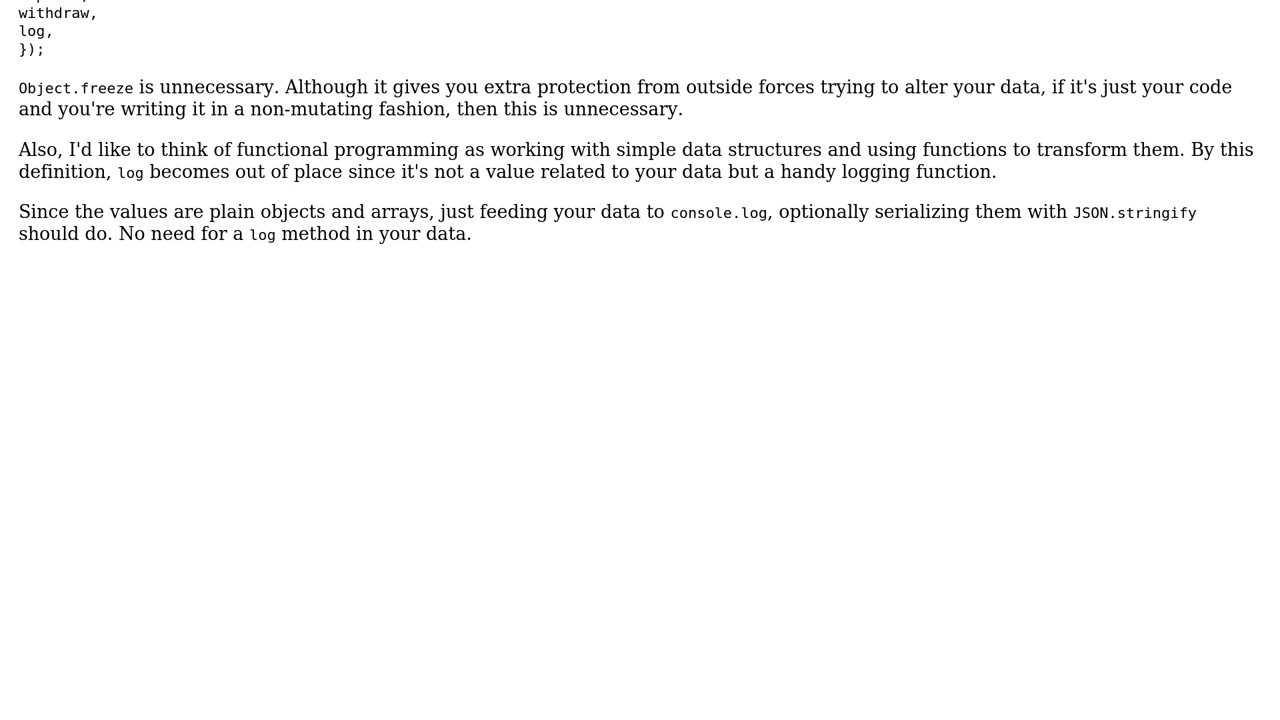 withdraw,
log,
});
Object.freeze is unnecessary. Although it gives you extra protection from outside forces trying to alter your data, if it's just your code
and you're writing it in a non-mutating fashion, then this is unnecessary.
Also, I'd like to think of functional programming as working with simple data structures and using functions to transform them. By this
definition, log becomes out of place since it's not a value related to your data but a handy logging function.
Since the values are plain objects and arrays, just feeding your data to console.log, optionally serializing them with JSON.stringify
should do. No need for a log method in your data.